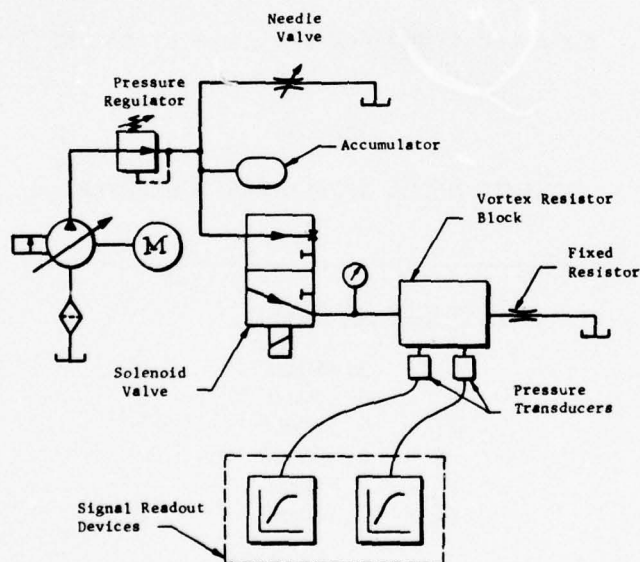 Needle
Valve
Pressure
Regulator
Accumulator
Vortex Resistor
Block
Fixed
Resistor
M
Solenoid
Valve
Pressure
Transducers
Signal Readout
Devices